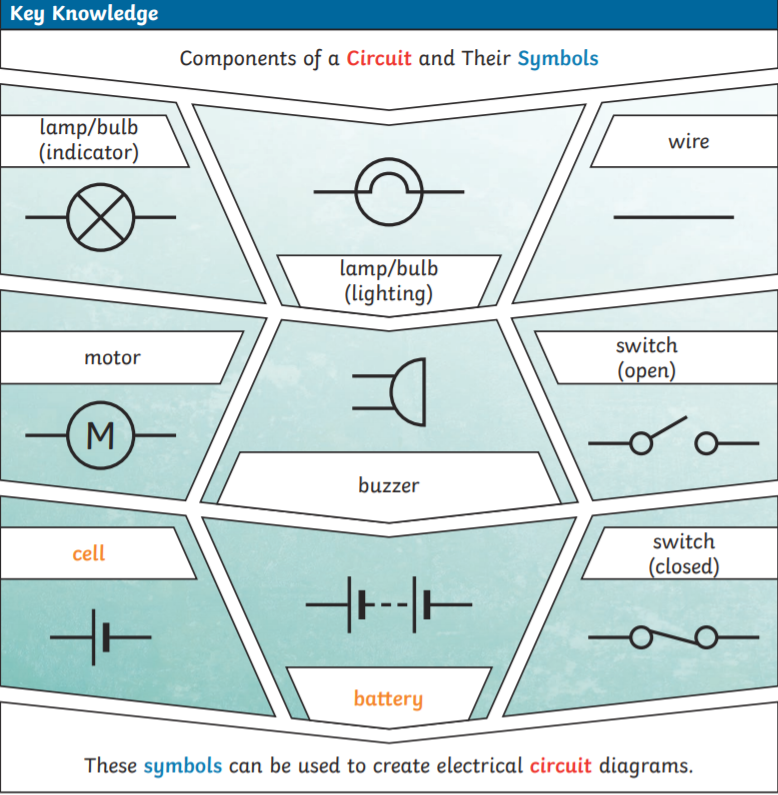 Key Knowledge
Components of a Circuit and Their Symbols
lamp/bulb
(indicator)
lamp/bulb
(lighting)
wire
motor
M
buzzer
switch
(open)
cell
battery
switch
(closed)
These symbols can be used to create electrical circuit diagrams.